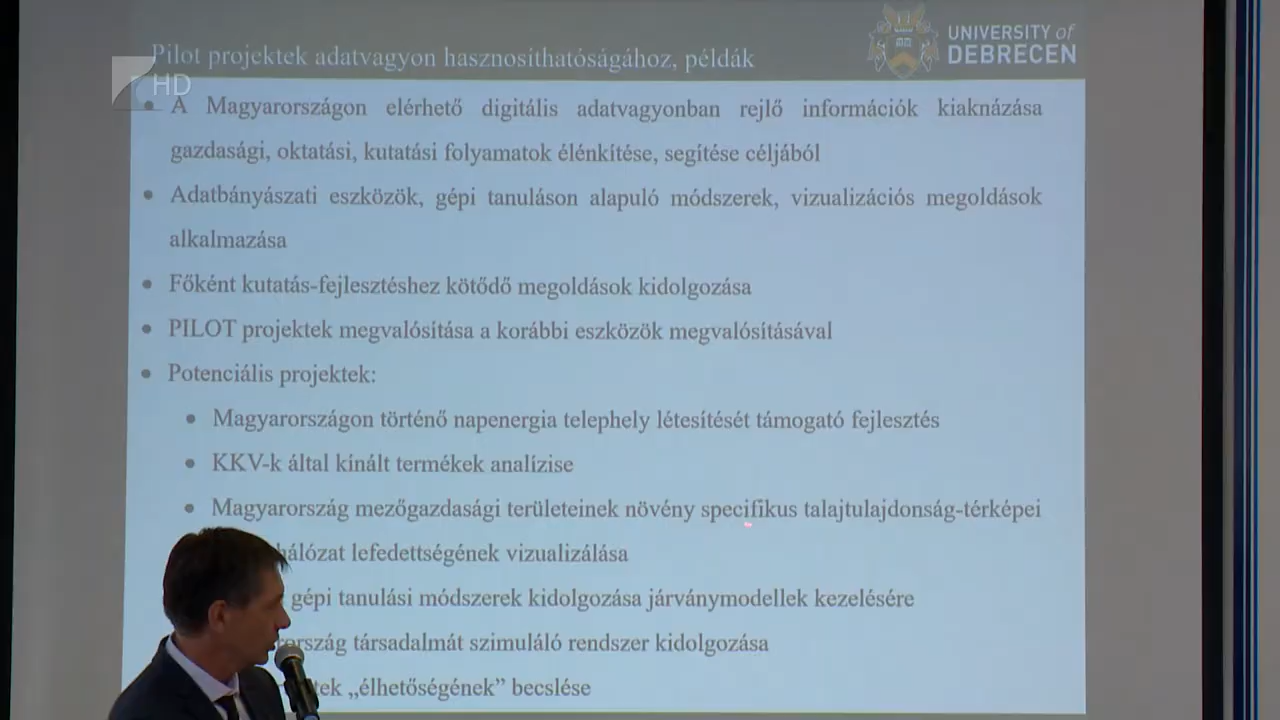 Pilot projektek adatvagyon hasznosíthatóságához, példák
UNIVERSITY of
DEBRECEN
HD
• A Magyarországon elérhető digitális adatvagyonban rejlő információk kiaknázása
gazdasági, oktatási, kutatási folyamatok élénkítése, segítése céljából
• Adatbányászati eszközök, gépi tanuláson alapuló módszerek, vizualizációs megoldások
alkalmazása
• Főként kutatás-fejlesztéshez kötődő megoldások kidolgozása
• PILOT projektek megvalósítása a korábbi eszközök megvalósításával
• Potenciális projektek:
• Magyarországon történő napenergia telephely létesítését támogató fejlesztés
• KKV-k által kínált termékek analízise
• Magyarország mezőgazdasági területeinek növény specifikus talajtulajdonság-térképei
lefedettségének vizualizálása
gépi tanulási módszerek kidolgozása járványmodellek kezelésére
társadalmát szimuláló rendszer kidolgozása
„élhetőségének” becslése